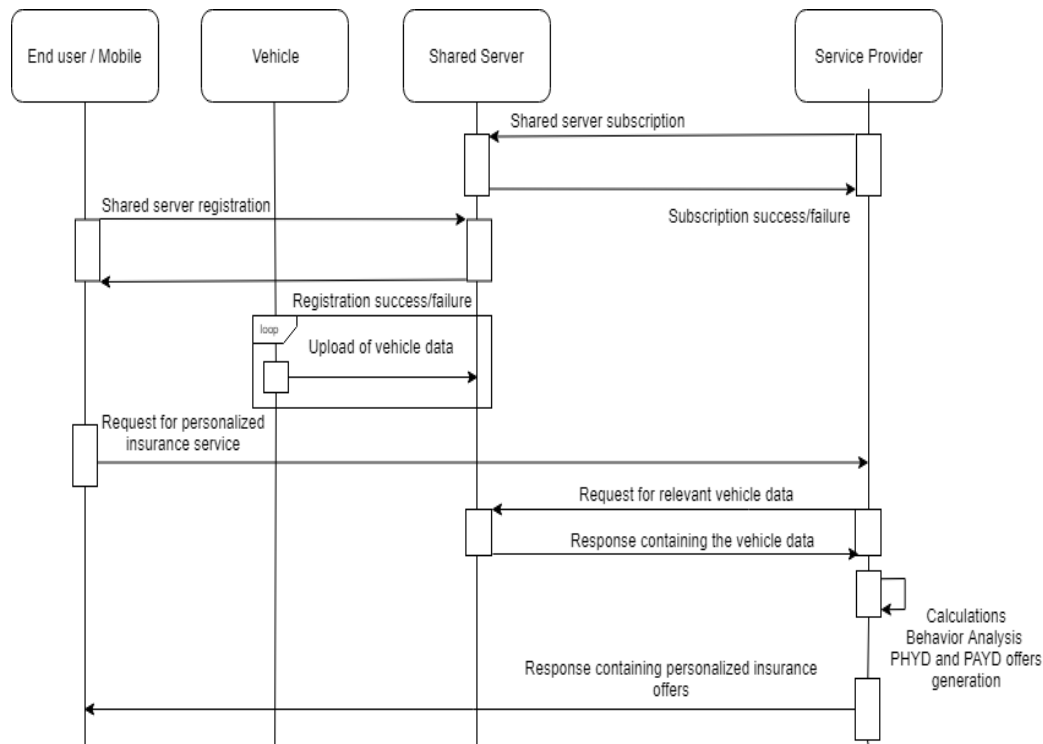 End user / Mobile
Vehicle
Shared Server
Service Provider
Shared server subscription
Subscription success/failure
Shared server registration
Registration success/failure
loop
Upload of vehicle data
Request for personalized
insurance service
Request for relevant vehicle data
Response containing the vehicle data
Calculations
Behavior Analysis
PHYD and PAYD offers
generation
Response containing personalized insurance
offers